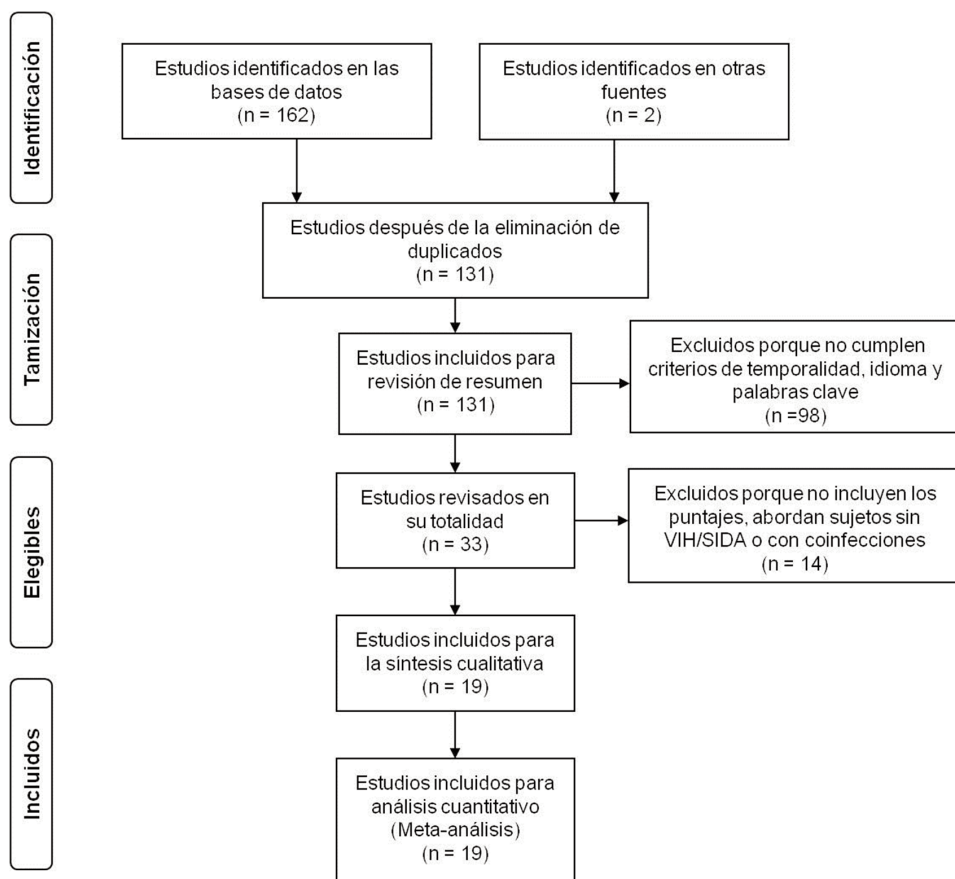 Identificación
Estudios identificados en las
bases de datos
(n = 162)
Estudios identificados en otras
fuentes
(n = 2)
Estudios después de la eliminación de
duplicados
(n = 131)
Tamización
Estudios incluidos para
revisión de resumen
(n = 131)
Excluidos porque no cumplen
criterios de temporalidad, idioma y
palabras clave
(n =98)
Elegibles
Estudios revisados en
su totalidad
(n = 33)
Excluidos porque no incluyen los
puntajes, abordan sujetos sin
VIH/SIDA o con coinfecciones
(n = 14)
Estudios incluidos para
la síntesis cualitativa
(n = 19)
Incluidos
Estudios incluidos para
análisis cuantitativo
(Meta-análisis)
(n = 19)